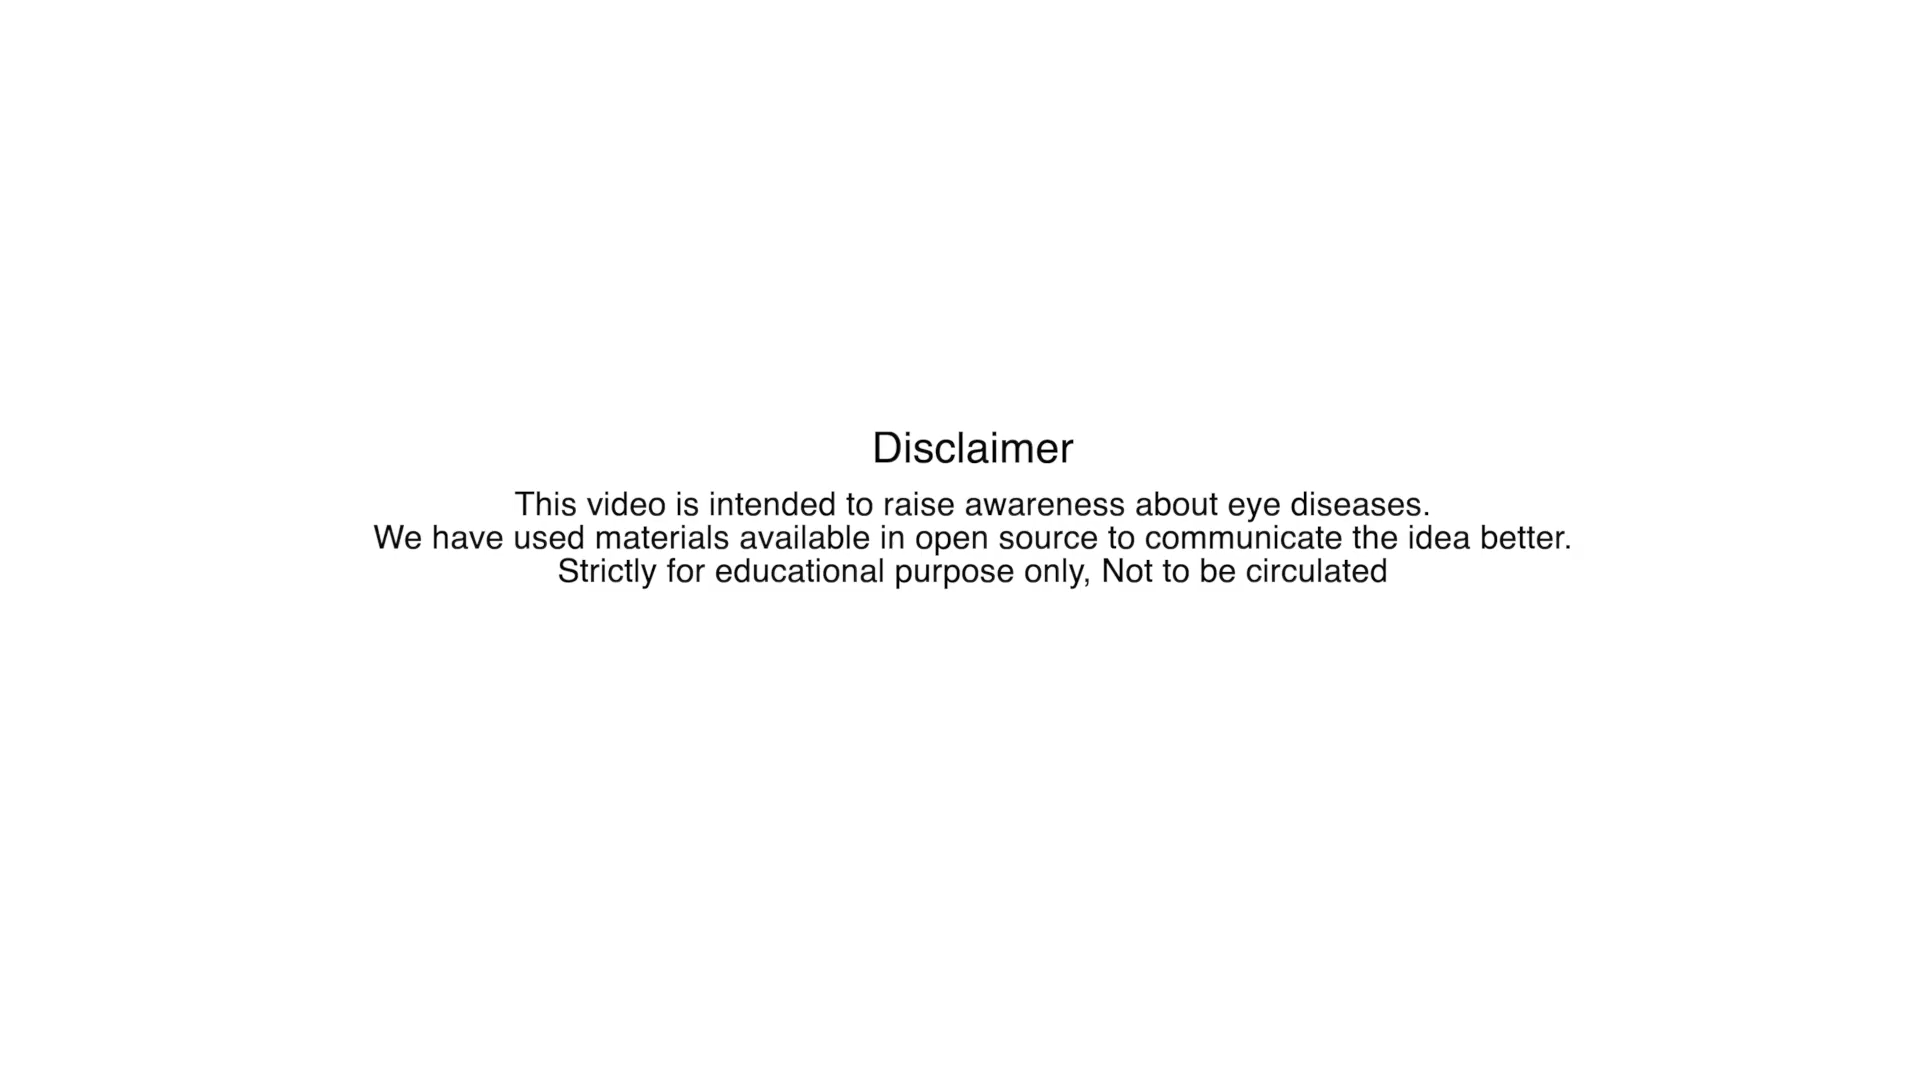 Disclaimer
This video is intended to raise awareness about eye diseases.
We have used materials available in open source to communicate the idea better.
Strictly for educational purpose only, Not to be circulated